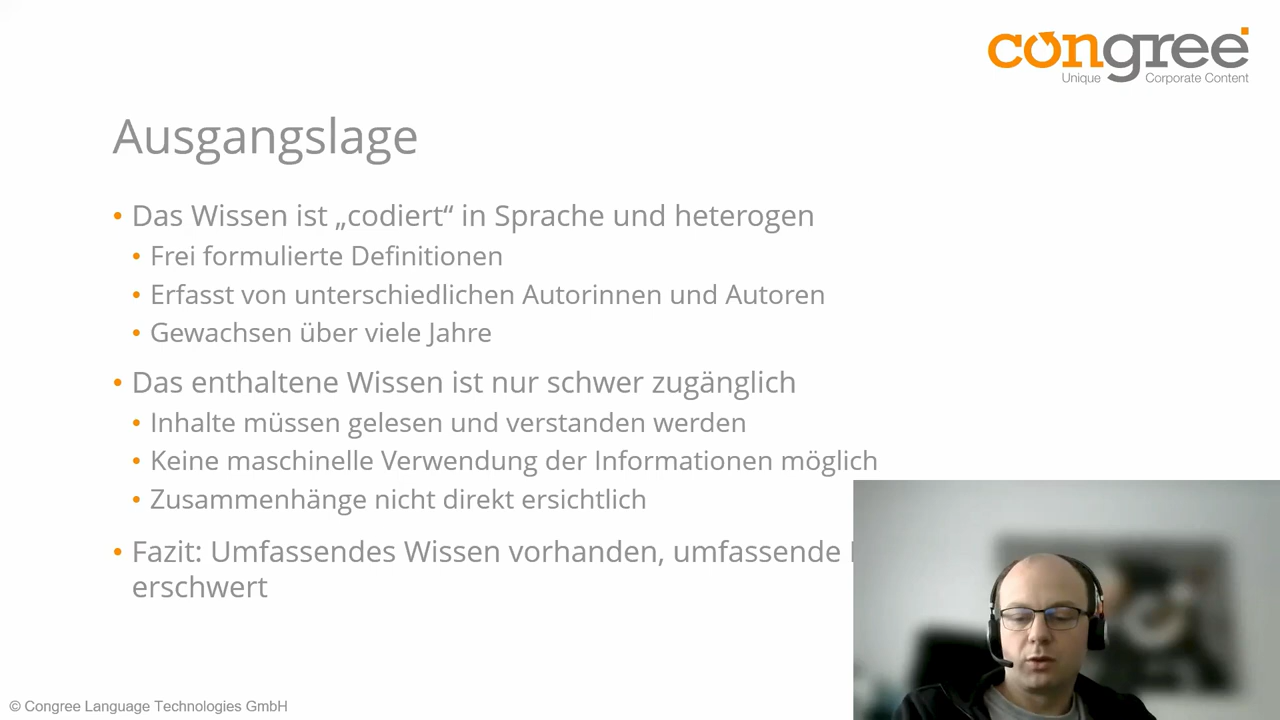 congree
Unique Corporate Content
Ausgangslage
• Das Wissen ist „codiert“ in Sprache und heterogen
• Frei formulierte Definitionen
• Erfasst von unterschiedlichen Autorinnen und Autoren
• Gewachsen über viele Jahre
• Das enthaltene Wissen ist nur schwer zugänglich
• Inhalte müssen gelesen und verstanden werden
• Keine maschinelle Verwendung der Informationen möglich
• Zusammenhänge nicht direkt ersichtlich
• Fazit: Umfassendes Wissen vorhanden, umfassende
erschwert
© Congree Language Technologies GmbH